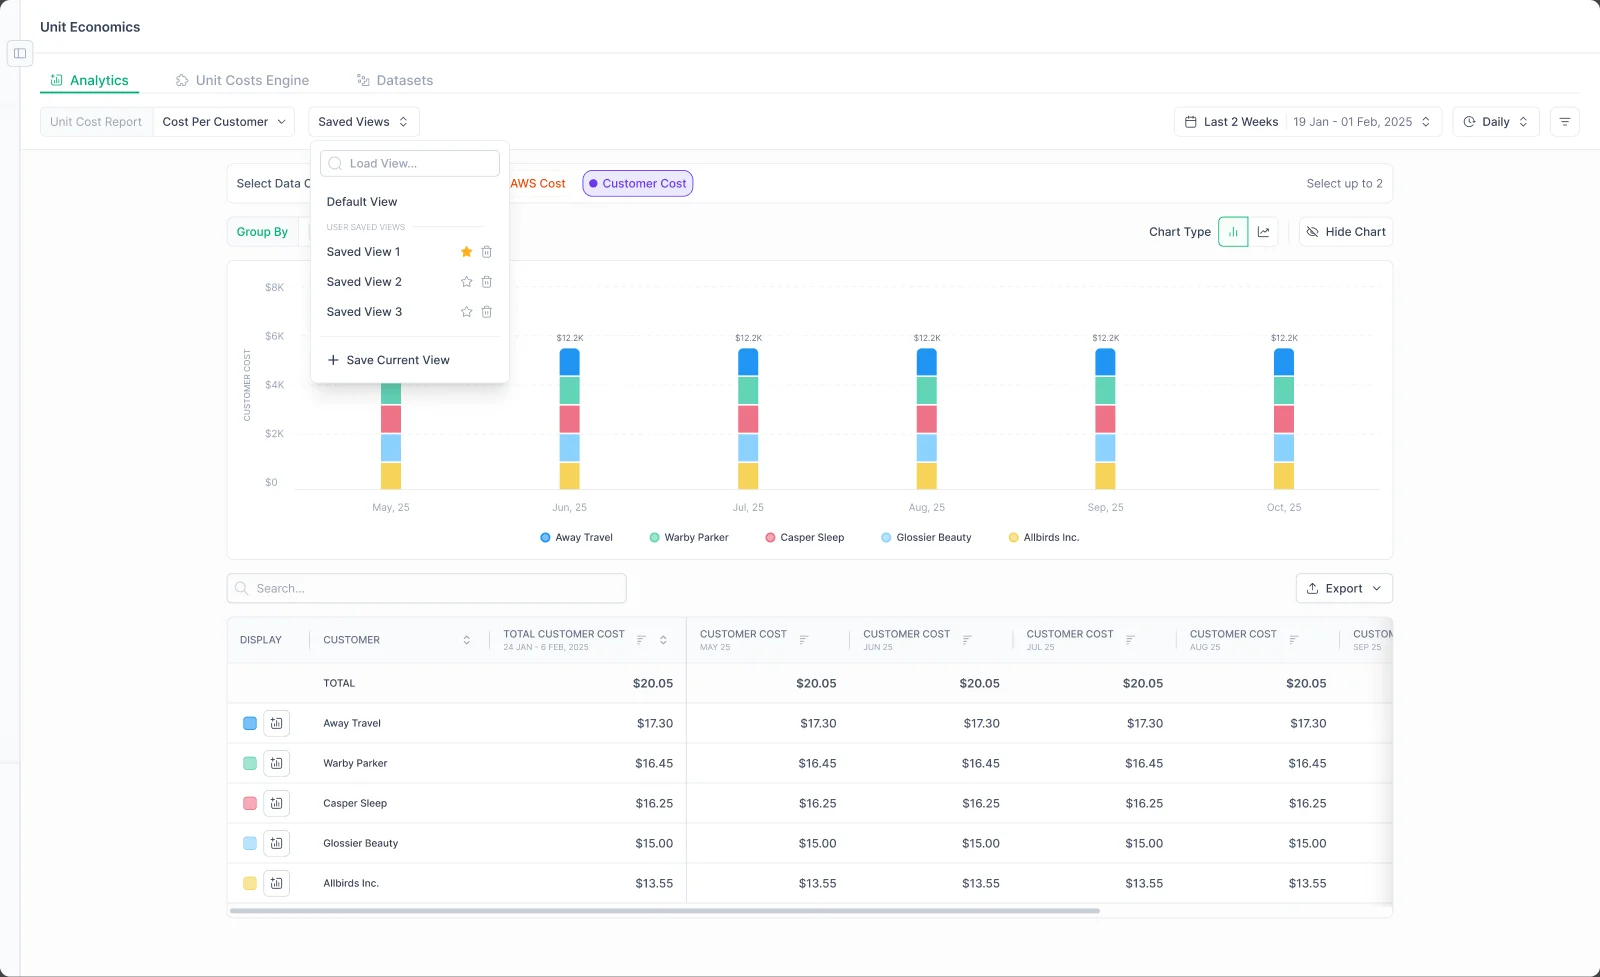 Unit Economics
Analytics
Unit Costs Engine
Datasets
Unit Cost Report
Cost Per Customer
Saved Views
Last 2 Weeks
19 Jan - 01 Feb, 2025
Daily
Load View...
Default View
USER SAVED VIEWS
Saved View 1
Saved View 2
Saved View 3
Save Current View
Select Data
AWS Cost
Customer Cost
Select up to 2
Group By
Chart Type
Hide Chart
CUSTOMER COST
$8K
$6K
$4K
$2K
$0
$12.2K
$12.2K
$12.2K
$12.2K
$12.2K
May, 25
Jun, 25
Jul, 25
Aug, 25
Sep, 25
Oct, 25
Away Travel
Warby Parker
Casper Sleep
Glossier Beauty
Allbirds Inc.
Search...
Export
DISPLAY
CUSTOMER
TOTAL CUSTOMER COST
24 JAN - 6 FEB, 2025
CUSTOMER COST
MAY 25
CUSTOMER COST
JUN 25
CUSTOMER COST
JUL 25
CUSTOMER COST
AUG 25
CUSTOM
SEP 25
TOTAL $20.05 $20.05 $20.05 $20.05 $20.05
Away Travel $17.30 $17.30 $17.30 $17.30 $17.30
Warby Parker $16.45 $16.45 $16.45 $16.45 $16.45
Casper Sleep $16.25 $16.25 $16.25 $16.25 $16.25
Glossier Beauty $15.00 $15.00 $15.00 $15.00 $15.00
Allbirds Inc. $13.55 $13.55 $13.55 $13.55 $13.55